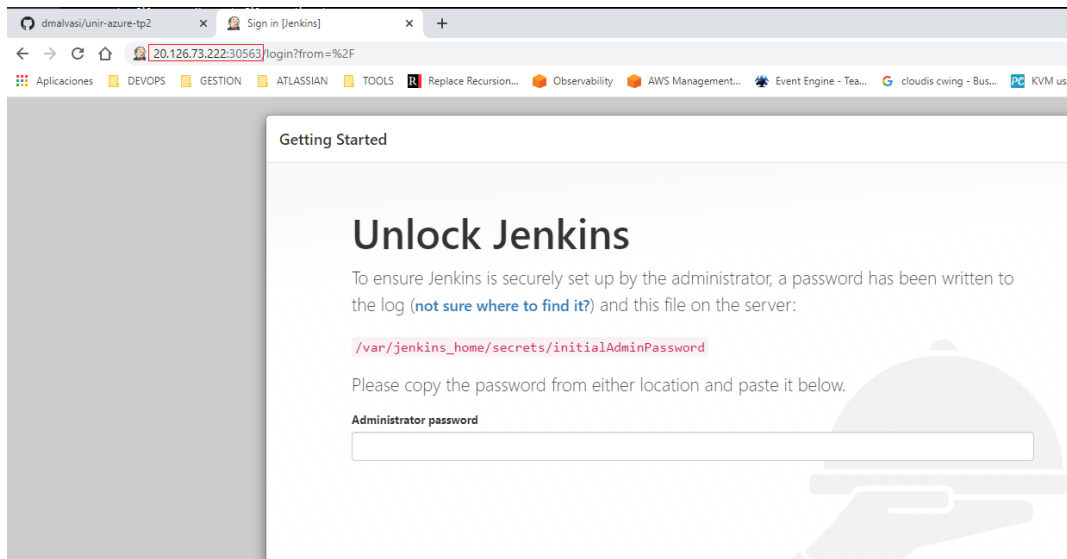 dmalvasi/unir-azure-tp2
Sign in [Jenkins]
20.126.73.222:30563/login?from=%2F
Aplicaciones DEVOPS GESTION ATLASSIAN TOOLS R Replace Recursion... Observability AWS Management... Event Engine - Tea... G cloudis cwing - Bus... PC KVM us
Getting Started
Unlock Jenkins
To ensure Jenkins is securely set up by the administrator, a password has been written to
the log (not sure where to find it?) and this file on the server:
/var/jenkins_home/secrets/initialAdminPassword
Please copy the password from either location and paste it below.
Administrator password